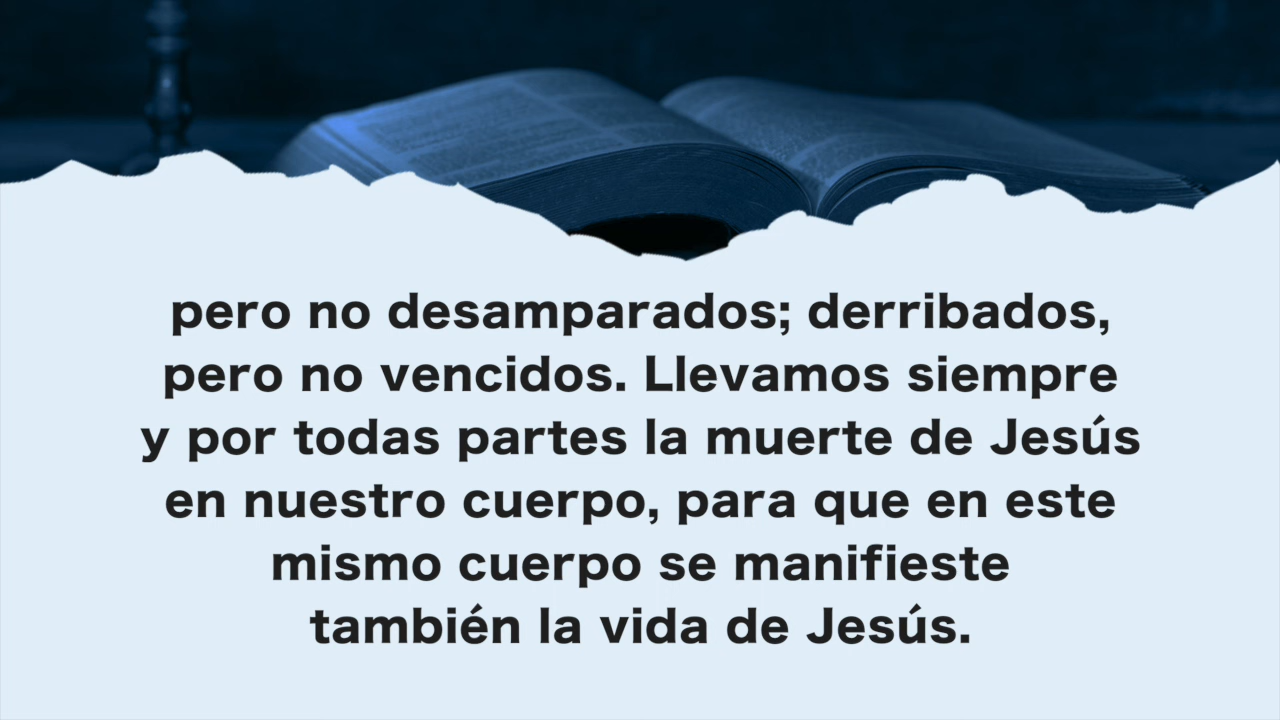 pero no desamparados; derribados,
pero no vencidos. Llevamos siempre
y por todas partes la muerte de Jesús
en nuestro cuerpo, para que en este
mismo cuerpo se manifieste
también la vida de Jesús.